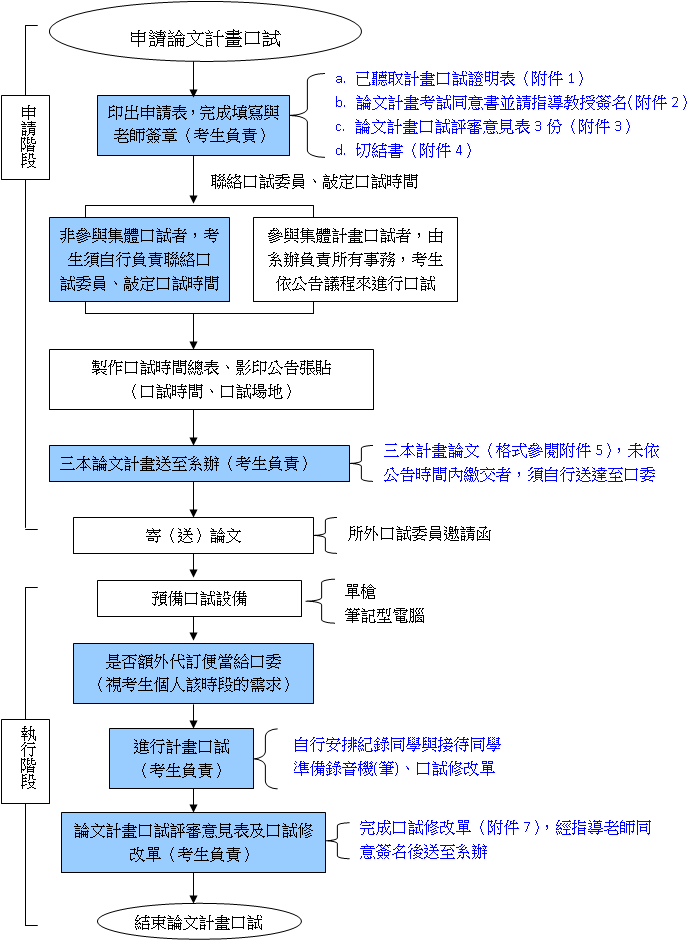 申請論文計畫口試
申請階段
印出申請表，完成填寫與
老師簽章（考生負責）
a. 已聽取計畫口試證明表（附件 1）
b. 論文計畫考試同意書並請指導教授簽名(附件 2）
c. 論文計畫口試評審意見表 3 份（附件 3）
d. 切結書（附件 4）
聯絡口試委員、敲定口試時間
非參與集體口試者，考
生須自行負責聯絡口
試委員、敲定口試時間
參與集體計畫口試者，由
系辦負責所有事務，考生
依公告議程來進行口試
製作口試時間總表、影印公告張貼
（口試時間、口試場地）
三本論文計畫送至系辦（考生負責）
三本計畫論文（格式參閱附件 5），未依
公告時間內繳交者，須自行送達至口委
寄（送）論文
所外口試委員邀請函
執行階段
預備口試設備
單槍
筆記型電腦
是否額外代訂便當給口委
（視考生個人該時段的需求）
進行計畫口試
（考生負責）
自行安排紀錄同學與接待同學
準備錄音機(筆)、口試修改單
論文計畫口試評審意見表及口試修
改單（考生負責）
完成口試修改單（附件 7），經指導老師同
意簽名後送至系辦
結束論文計畫口試